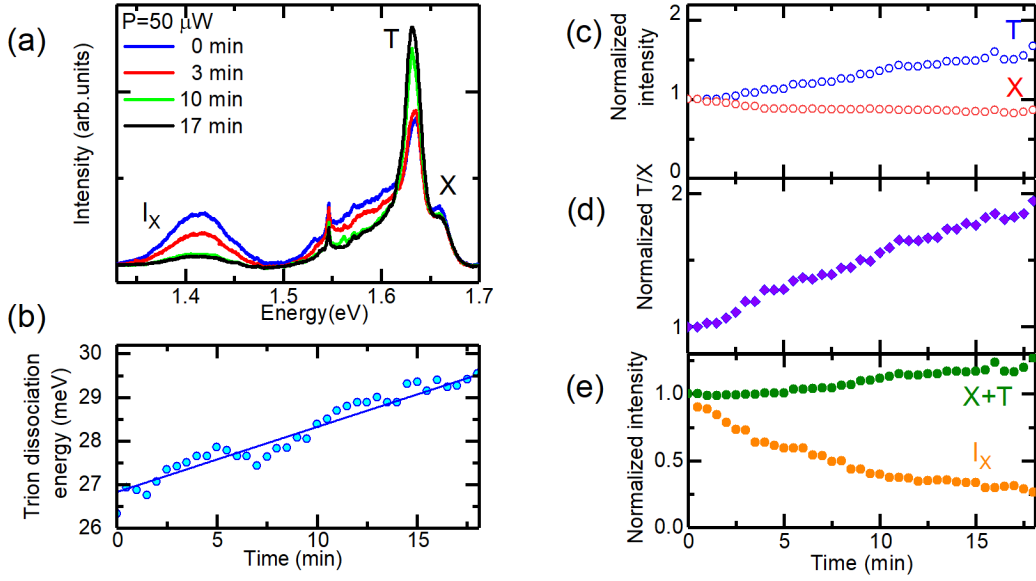 (a)
P=50 μW
0 min
3 min
10 min
17 min
T
X
I_X
Intensity (arb.units)
1.4
1.5
1.6
1.7
Energy(eV)
(b)
30
29
28
27
26
Trion dissociation
energy (meV)
0
5
10
15
Time (min)
(c)
2
1
0
Normalized
intensity
T
X
(d)
2
1
Normalized T/X
(e)
1.0
0.5
0.0
Normalized intensity
X+T
I_X
0
5
10
15
Time (min)